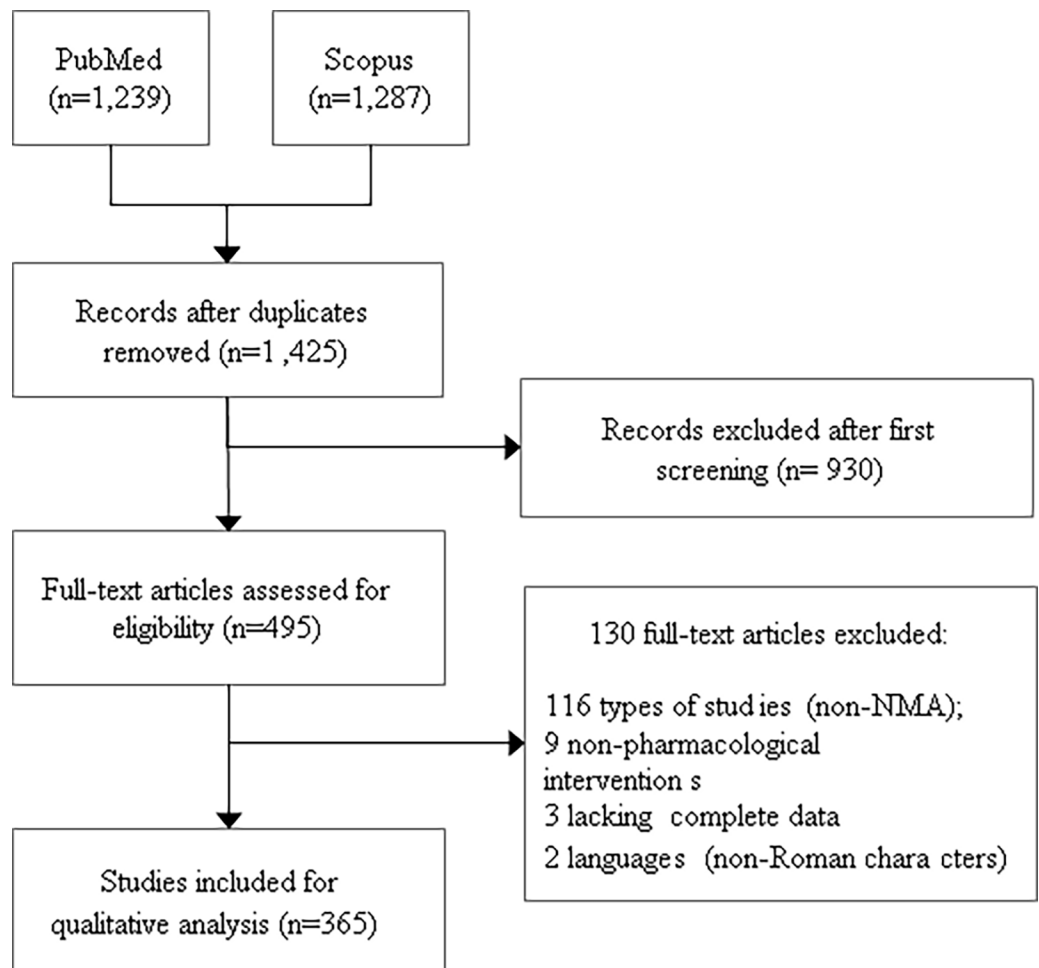 PubMed
(n=1,239)
Scopus
(n=1,287)
Records after duplicates
removed (n=1 ,425)
Records excluded after first
screening (n= 930)
Full-text articles assessed for
eligibility (n=495)
130 full-text articles excluded:
116 types of studies (non-NMA);
9 non-pharmacological
intervention s
3 lacking complete data
2 languages (non-Roman chara cters)
Studies included for
qualitative analysis (n=365)